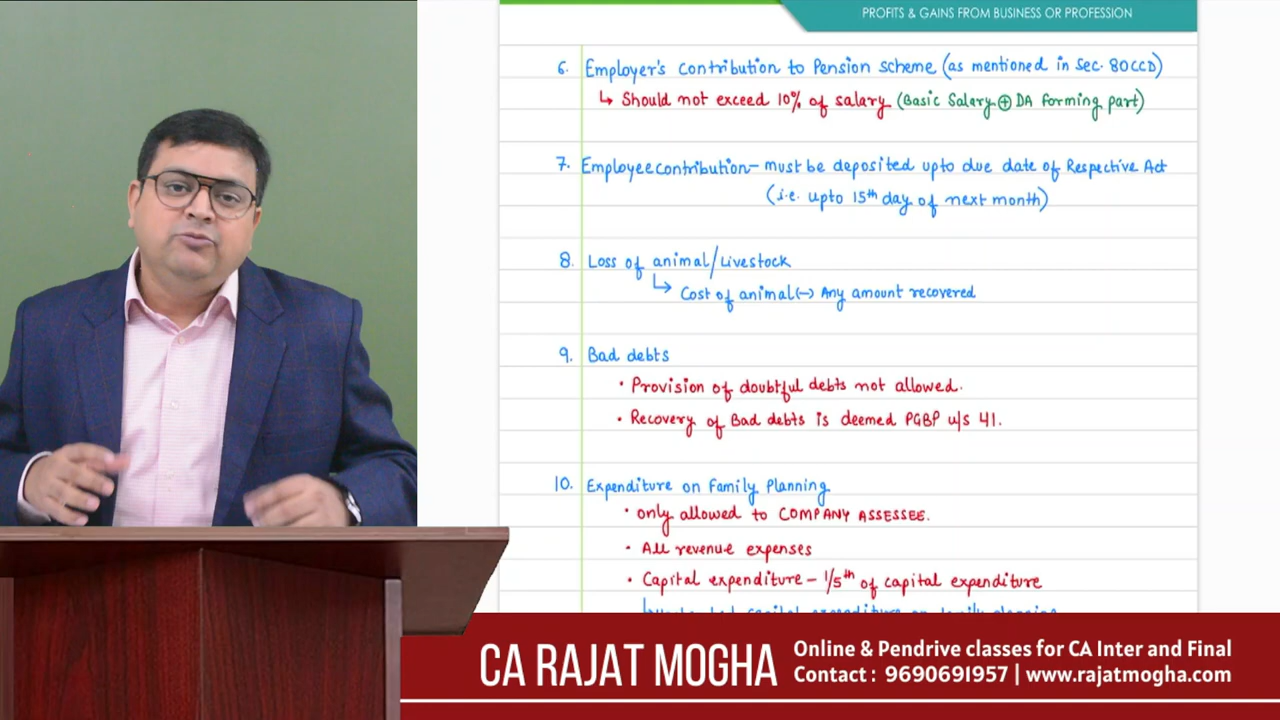 PROFITS & GAINS FROM BUSINESS OR PROFESSION
6. Employer's contribution to Pension scheme (as mentioned in Sec. 80CCD)
↳ Should not exceed 10% of salary (Basic Salary ⊕ DA forming part)
7. Employee contribution - must be deposited upto due date of Respective Act
(i.e. upto 15th day of next month)
8. Loss of animal/Livestock
↳ Cost of animal (-) Any amount recovered
9. Bad debts
• Provision of doubtful debts not allowed.
• Recovery of Bad debts is deemed PGBP u/s 41.
10. Expenditure on Family Planning
• only allowed to COMPANY ASSESSEE.
• All revenue expenses
• Capital expenditure - 1/5th of capital expenditure
capital expenditure on family planning
CA RAJAT MOGHA
Online & Pendrive classes for CA Inter and Final
Contact : 9690691957 | www.rajatmogha.com